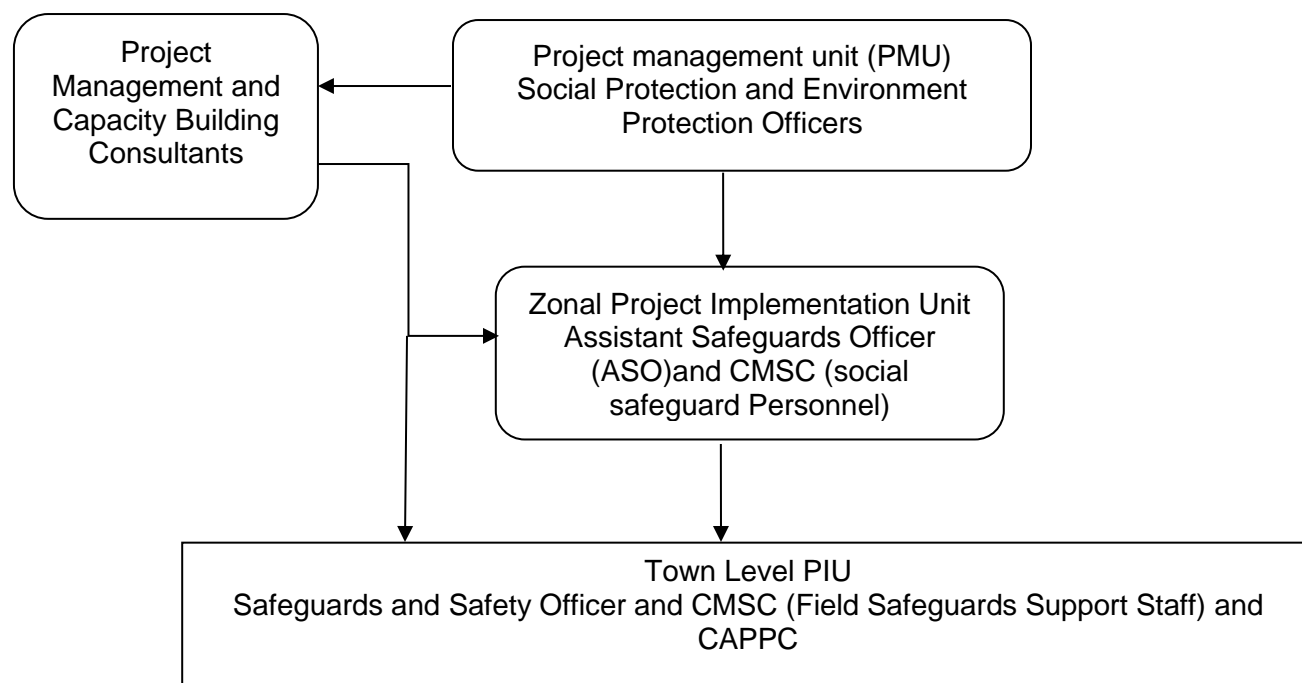 Project
Management and
Capacity Building
Consultants
Project management unit (PMU)
Social Protection and Environment
Protection Officers
Zonal Project Implementation Unit
Assistant Safeguards Officer
(ASO)and CMSC (social
safeguard Personnel)
Town Level PIU
Safeguards and Safety Officer and CMSC (Field Safeguards Support Staff) and
CAPPC